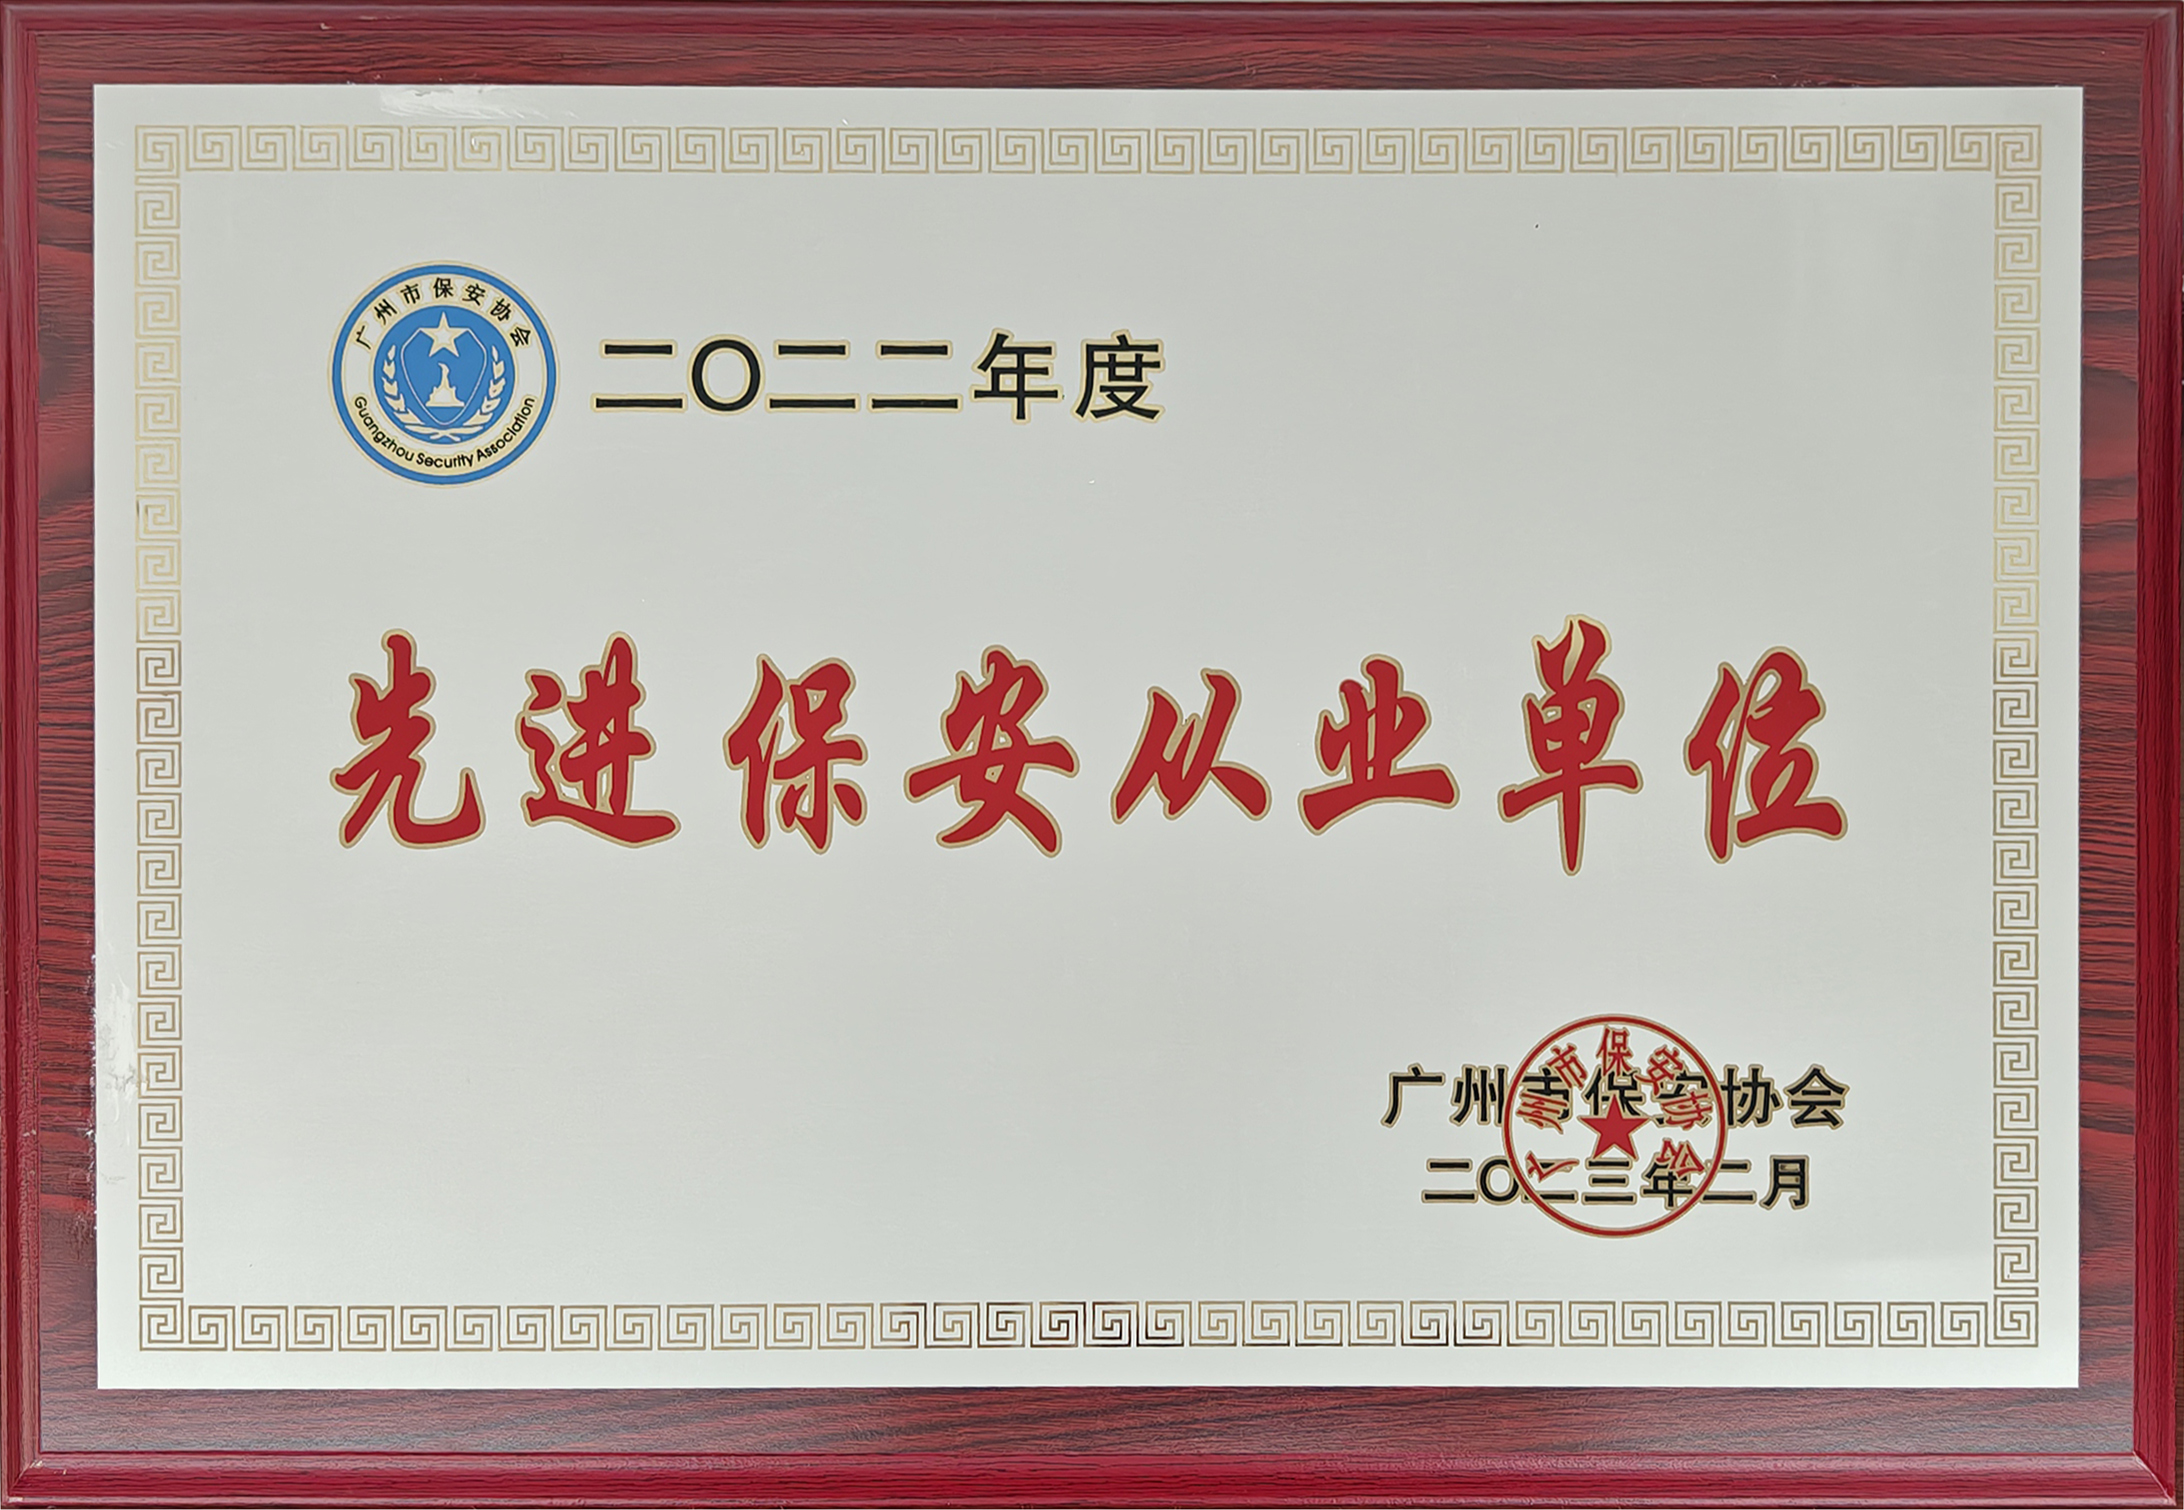 广州市保安协会
Guangzhou Security Association
二〇二二年度
先进保安从业单位
广州市保安协会
广州市保安协会
二〇二三年二月